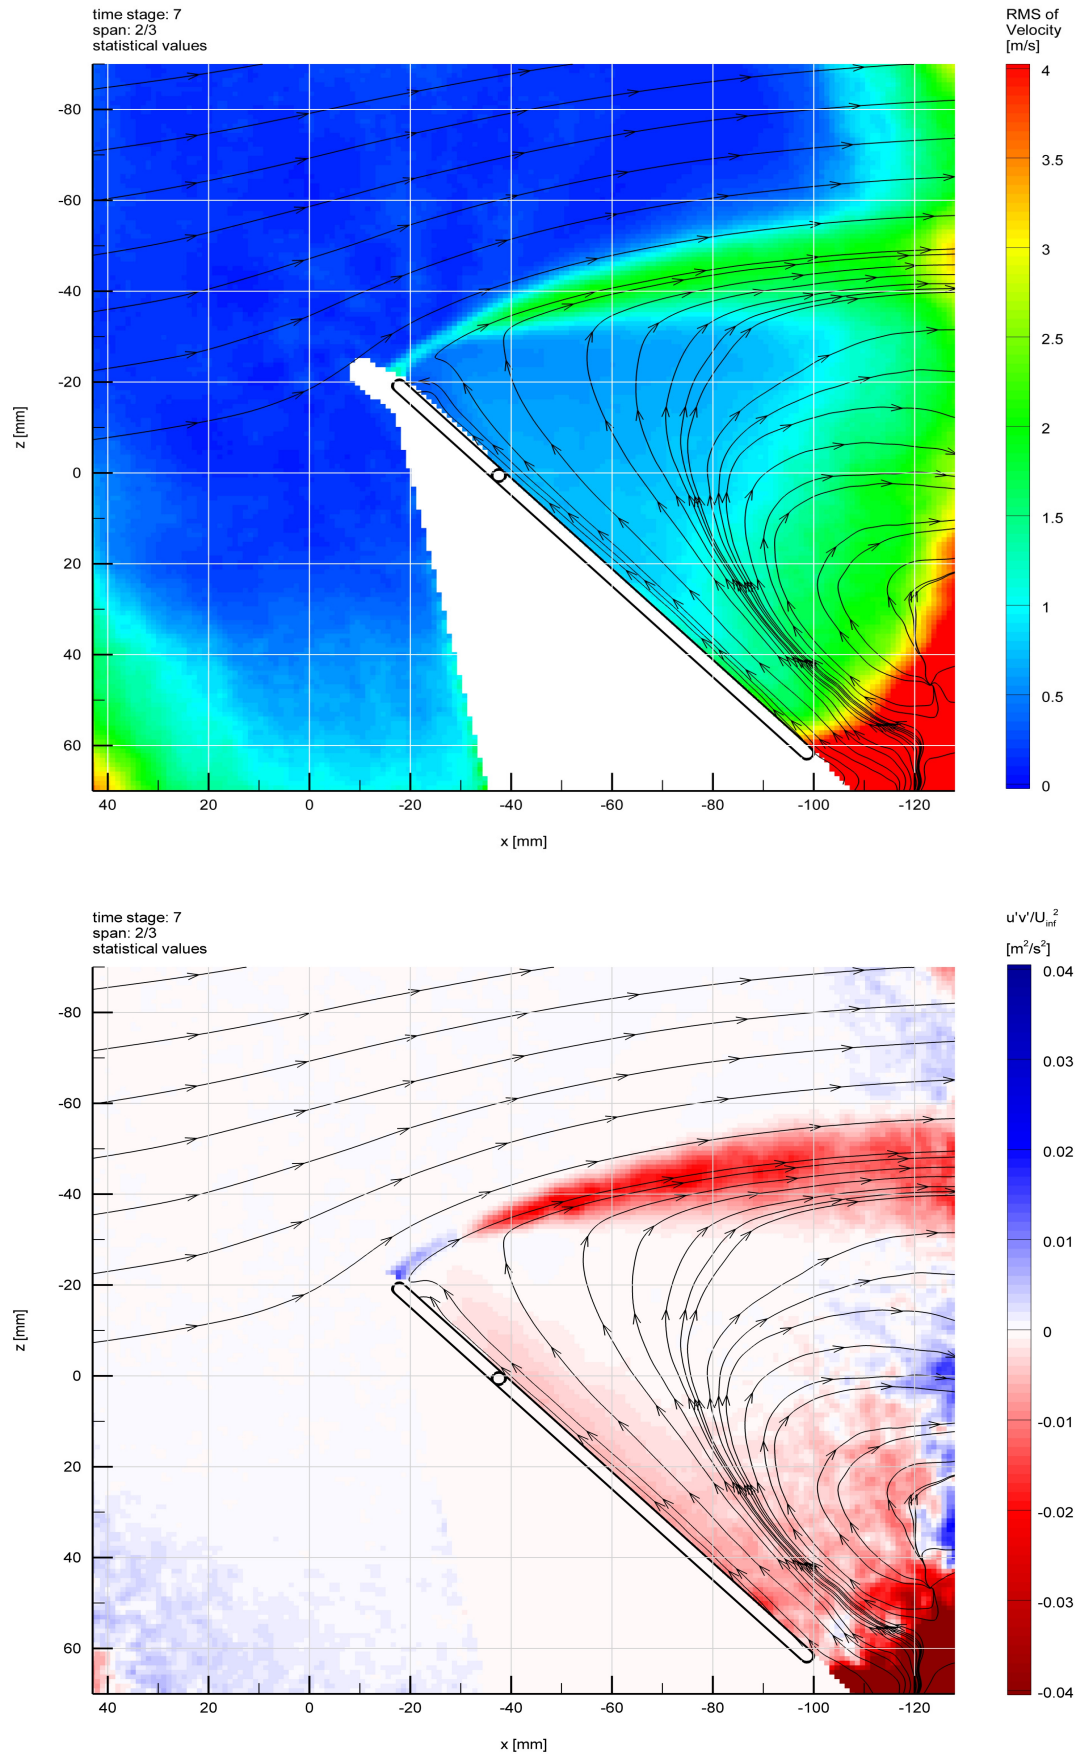 time stage: 7
span: 2/3
statistical values
RMS of
Velocity
[m/s]
-80
-60
-40
-20
0
20
40
60
z [mm]
40 20 0 -20 -40 -60 -80 -100 -120
x [mm]
4
3.5
3
2.5
2
1.5
1
0.5
0
time stage: 7
span: 2/3
statistical values
u'v'/U_inf^2
[m^2/s^2]
-80
-60
-40
-20
0
20
40
60
z [mm]
40 20 0 -20 -40 -60 -80 -100 -120
x [mm]
0.04
0.03
0.02
0.01
0
-0.01
-0.02
-0.03
-0.04